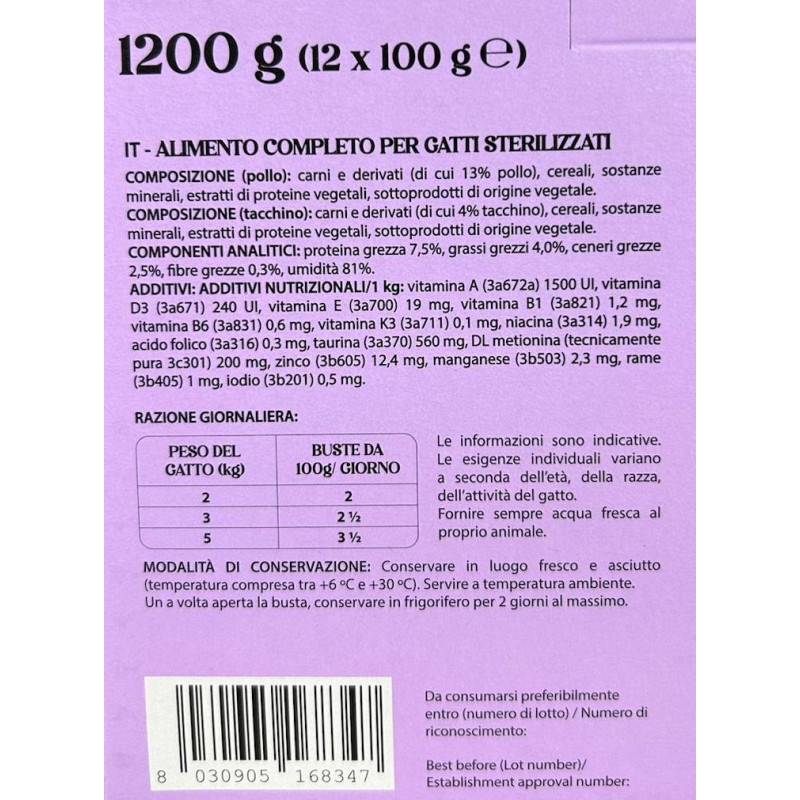 1200 g (12 x 100 g ℮)
IT - ALIMENTO COMPLETO PER GATTI STERILIZZATI
COMPOSIZIONE (pollo): carni e derivati (di cui 13% pollo), cereali, sostanze
minerali, estratti di proteine vegetali, sottoprodotti di origine vegetale.
COMPOSIZIONE (tacchino): carni e derivati (di cui 4% tacchino), cereali, sostanze
minerali, estratti di proteine vegetali, sottoprodotti di origine vegetale.
COMPONENTI ANALITICI: proteina grezza 7,5%, grassi grezzi 4,0%, ceneri grezze
2,5%, fibre grezze 0,3%, umidità 81%.
ADDITIVI: ADDITIVI NUTRIZIONALI/1 kg: vitamina A (3a672a) 1500 UI, vitamina
D3 (3a671) 240 UI, vitamina E (3a700) 19 mg, vitamina B1 (3a821) 1,2 mg,
vitamina B6 (3a831) 0,6 mg, vitamina K3 (3a711) 0,1 mg, niacina (3a314) 1,9 mg,
acido folico (3a316) 0,3 mg, taurina (3a370) 560 mg, DL metionina (tecnicamente
pura 3c301) 200 mg, zinco (3b605) 12,4 mg, manganese (3b503) 2,3 mg, rame
(3b405) 1 mg, iodio (3b201) 0,5 mg.
RAZIONE GIORNALIERA:
PESO DEL
GATTO (kg)
BUSTE DA
100g/ GIORNO
2 2
3 2 ½
5 3 ½
Le informazioni sono indicative.
Le esigenze individuali variano
a seconda dell'età, della razza,
dell'attività del gatto.
Fornire sempre acqua fresca al
proprio animale.
MODALITÀ DI CONSERVAZIONE: Conservare in luogo fresco e asciutto
(temperatura compresa tra +6 ºC e +30 ºC). Servire a temperatura ambiente.
Un a volta aperta la busta, conservare in frigorifero per 2 giorni al massimo.
8 030905 168347
Da consumarsi preferibilmente
entro (numero di lotto) / Numero di
riconoscimento:
Best before (Lot number)/
Establishment approval number: